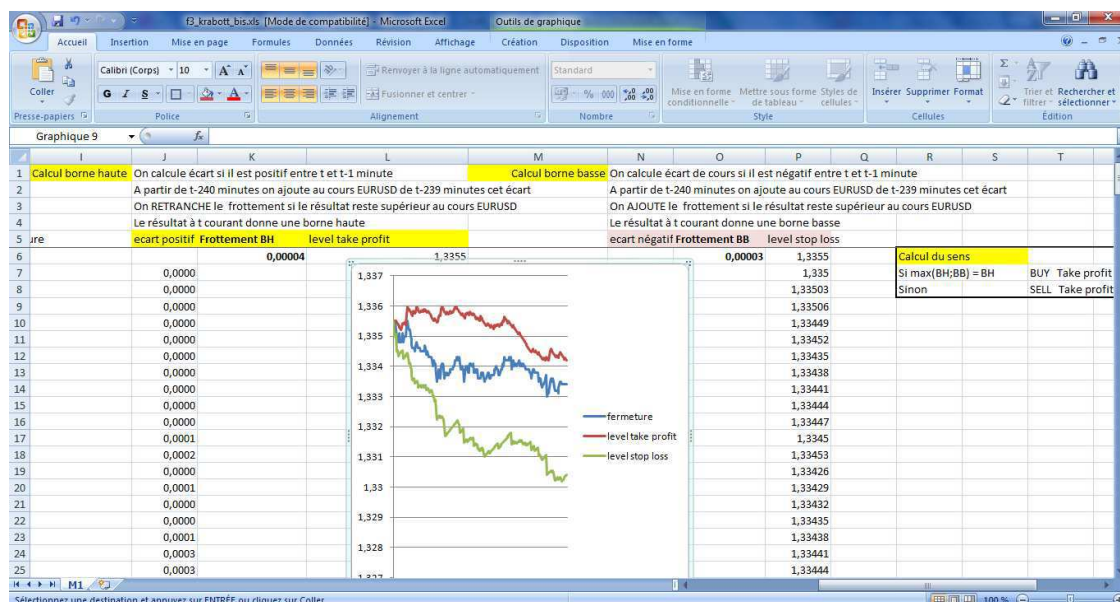 f3_krabott_bis.xls [Mode de compatibilité] - Microsoft Excel
Outils de graphique
Accueil Insertion Mise en page Formules Données Révision Affichage Création Disposition Mise en forme
Coller
Calibri (Corps) 10
G I S
Renvoyer à la ligne automatiquement
Fusionner et centrer
Standard
% 000
Mise en forme conditionnelle
Mettre sous forme de tableau
Styles de cellules
Insérer Supprimer Format
Trier et filtrer
Rechercher et sélectionner
Presse-papiers Police Alignement Nombre Style Cellules Édition
Graphique 9 fx
I J K L M N O P Q R S T
1 Calcul borne haute On calcule écart si il est positif entre t et t-1 minute Calcul borne basse On calcule écart de cours si il est négatif entre t et t-1 minute
2 A partir de t-240 minutes on ajoute au cours EURUSD de t-239 minutes cet écart A partir de t-240 minutes on ajoute au cours EURUSD de t-239 minutes cet écart
3 On RETRANCHE le frottement si le résultat reste supérieur au cours EURUSD On AJOUTE le frottement si le résultat reste supérieur au cours EURUSD
4 Le résultat à t courant donne une borne haute Le résultat à t courant donne une borne basse
5 ure ecart positif Frottement BH level take profit ecart négatif Frottement BB level stop loss
6 0,00004 1,3355 0,00003 1,3355 Calcul du sens
7 0,0000 1,335 Si max(BH;BB) = BH BUY Take profit
8 0,0000 1,33503 Sinon SELL Take profit
9 0,0000 1,33506
10 0,0000 1,33449
11 0,0000 1,33452
12 0,0000 1,33435
13 0,0000 1,33438
14 0,0000 1,33441
15 0,0000 1,33444
16 0,0000 1,33447
17 0,0001 1,3345
18 0,0002 1,33453
19 0,0000 1,33426
20 0,0001 1,33429
21 0,0000 1,33432
22 0,0000 1,33435
23 0,0001 1,33438
24 0,0003 1,33441
25 0,0003 1,33444
1,337
1,336
1,335
1,334
1,333
1,332
1,331
1,33
1,329
1,328
1,327
fermeture
level take profit
level stop loss
M1
Sélectionnez une destination et appuyez sur ENTRÉE ou cliquez sur Coller
100 %